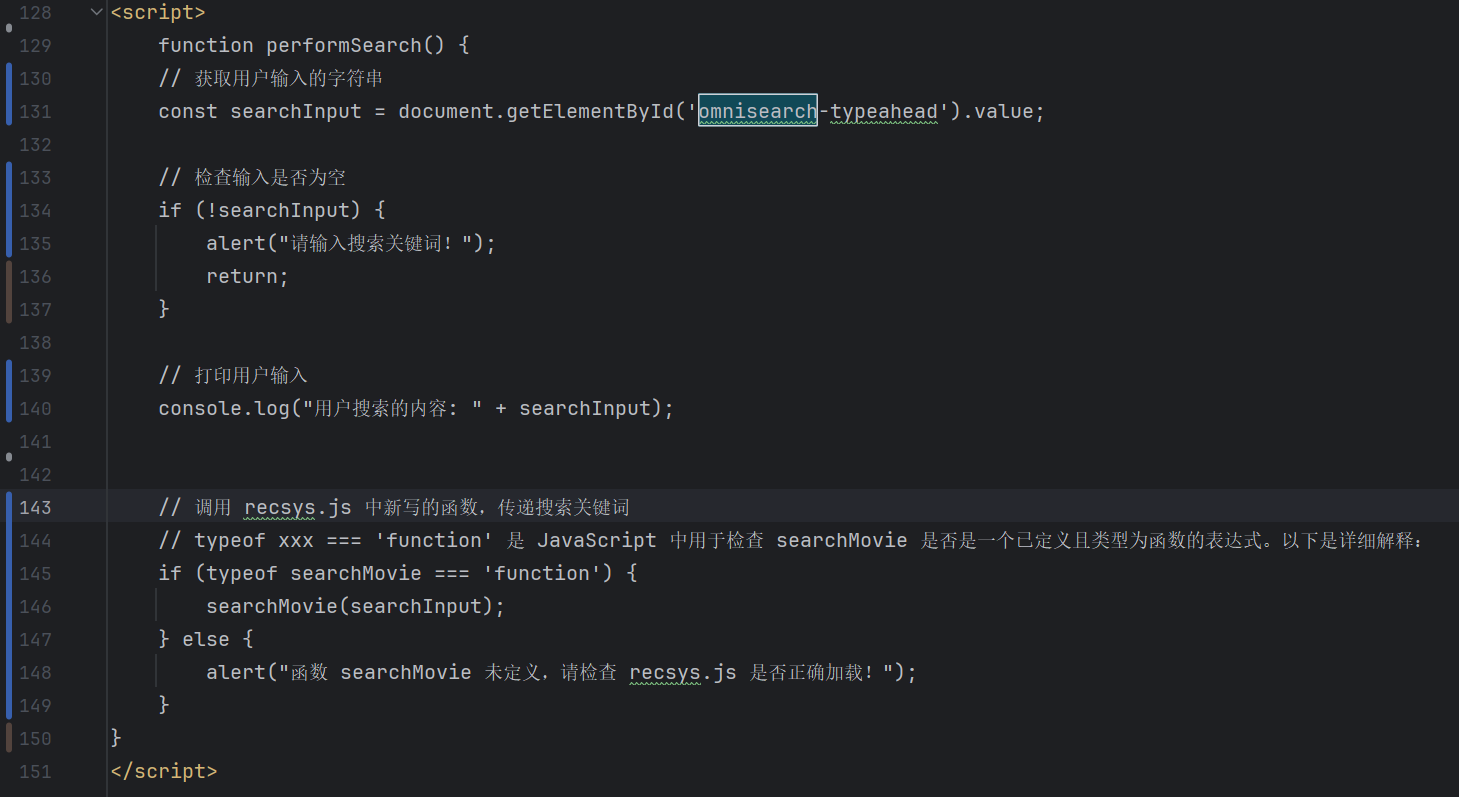 128 <script>
129 function performSearch() {
130 // 获取用户输入的字符串
131 const searchInput = document.getElementById('omnisearch-typeahead').value;
132
133 // 检查输入是否为空
134 if (!searchInput) {
135 alert("请输入搜索关键词！");
136 return;
137 }
138
139 // 打印用户输入
140 console.log("用户搜索的内容: " + searchInput);
141
142
143 // 调用 recsys.js 中新写的函数，传递搜索关键词
144 // typeof xxx === 'function' 是 JavaScript 中用于检查 searchMovie 是否是一个已定义且类型为函数的表达式。以下是详细解释：
145 if (typeof searchMovie === 'function') {
146 searchMovie(searchInput);
147 } else {
148 alert("函数 searchMovie 未定义，请检查 recsys.js 是否正确加载！");
149 }
150 }
151 </script>